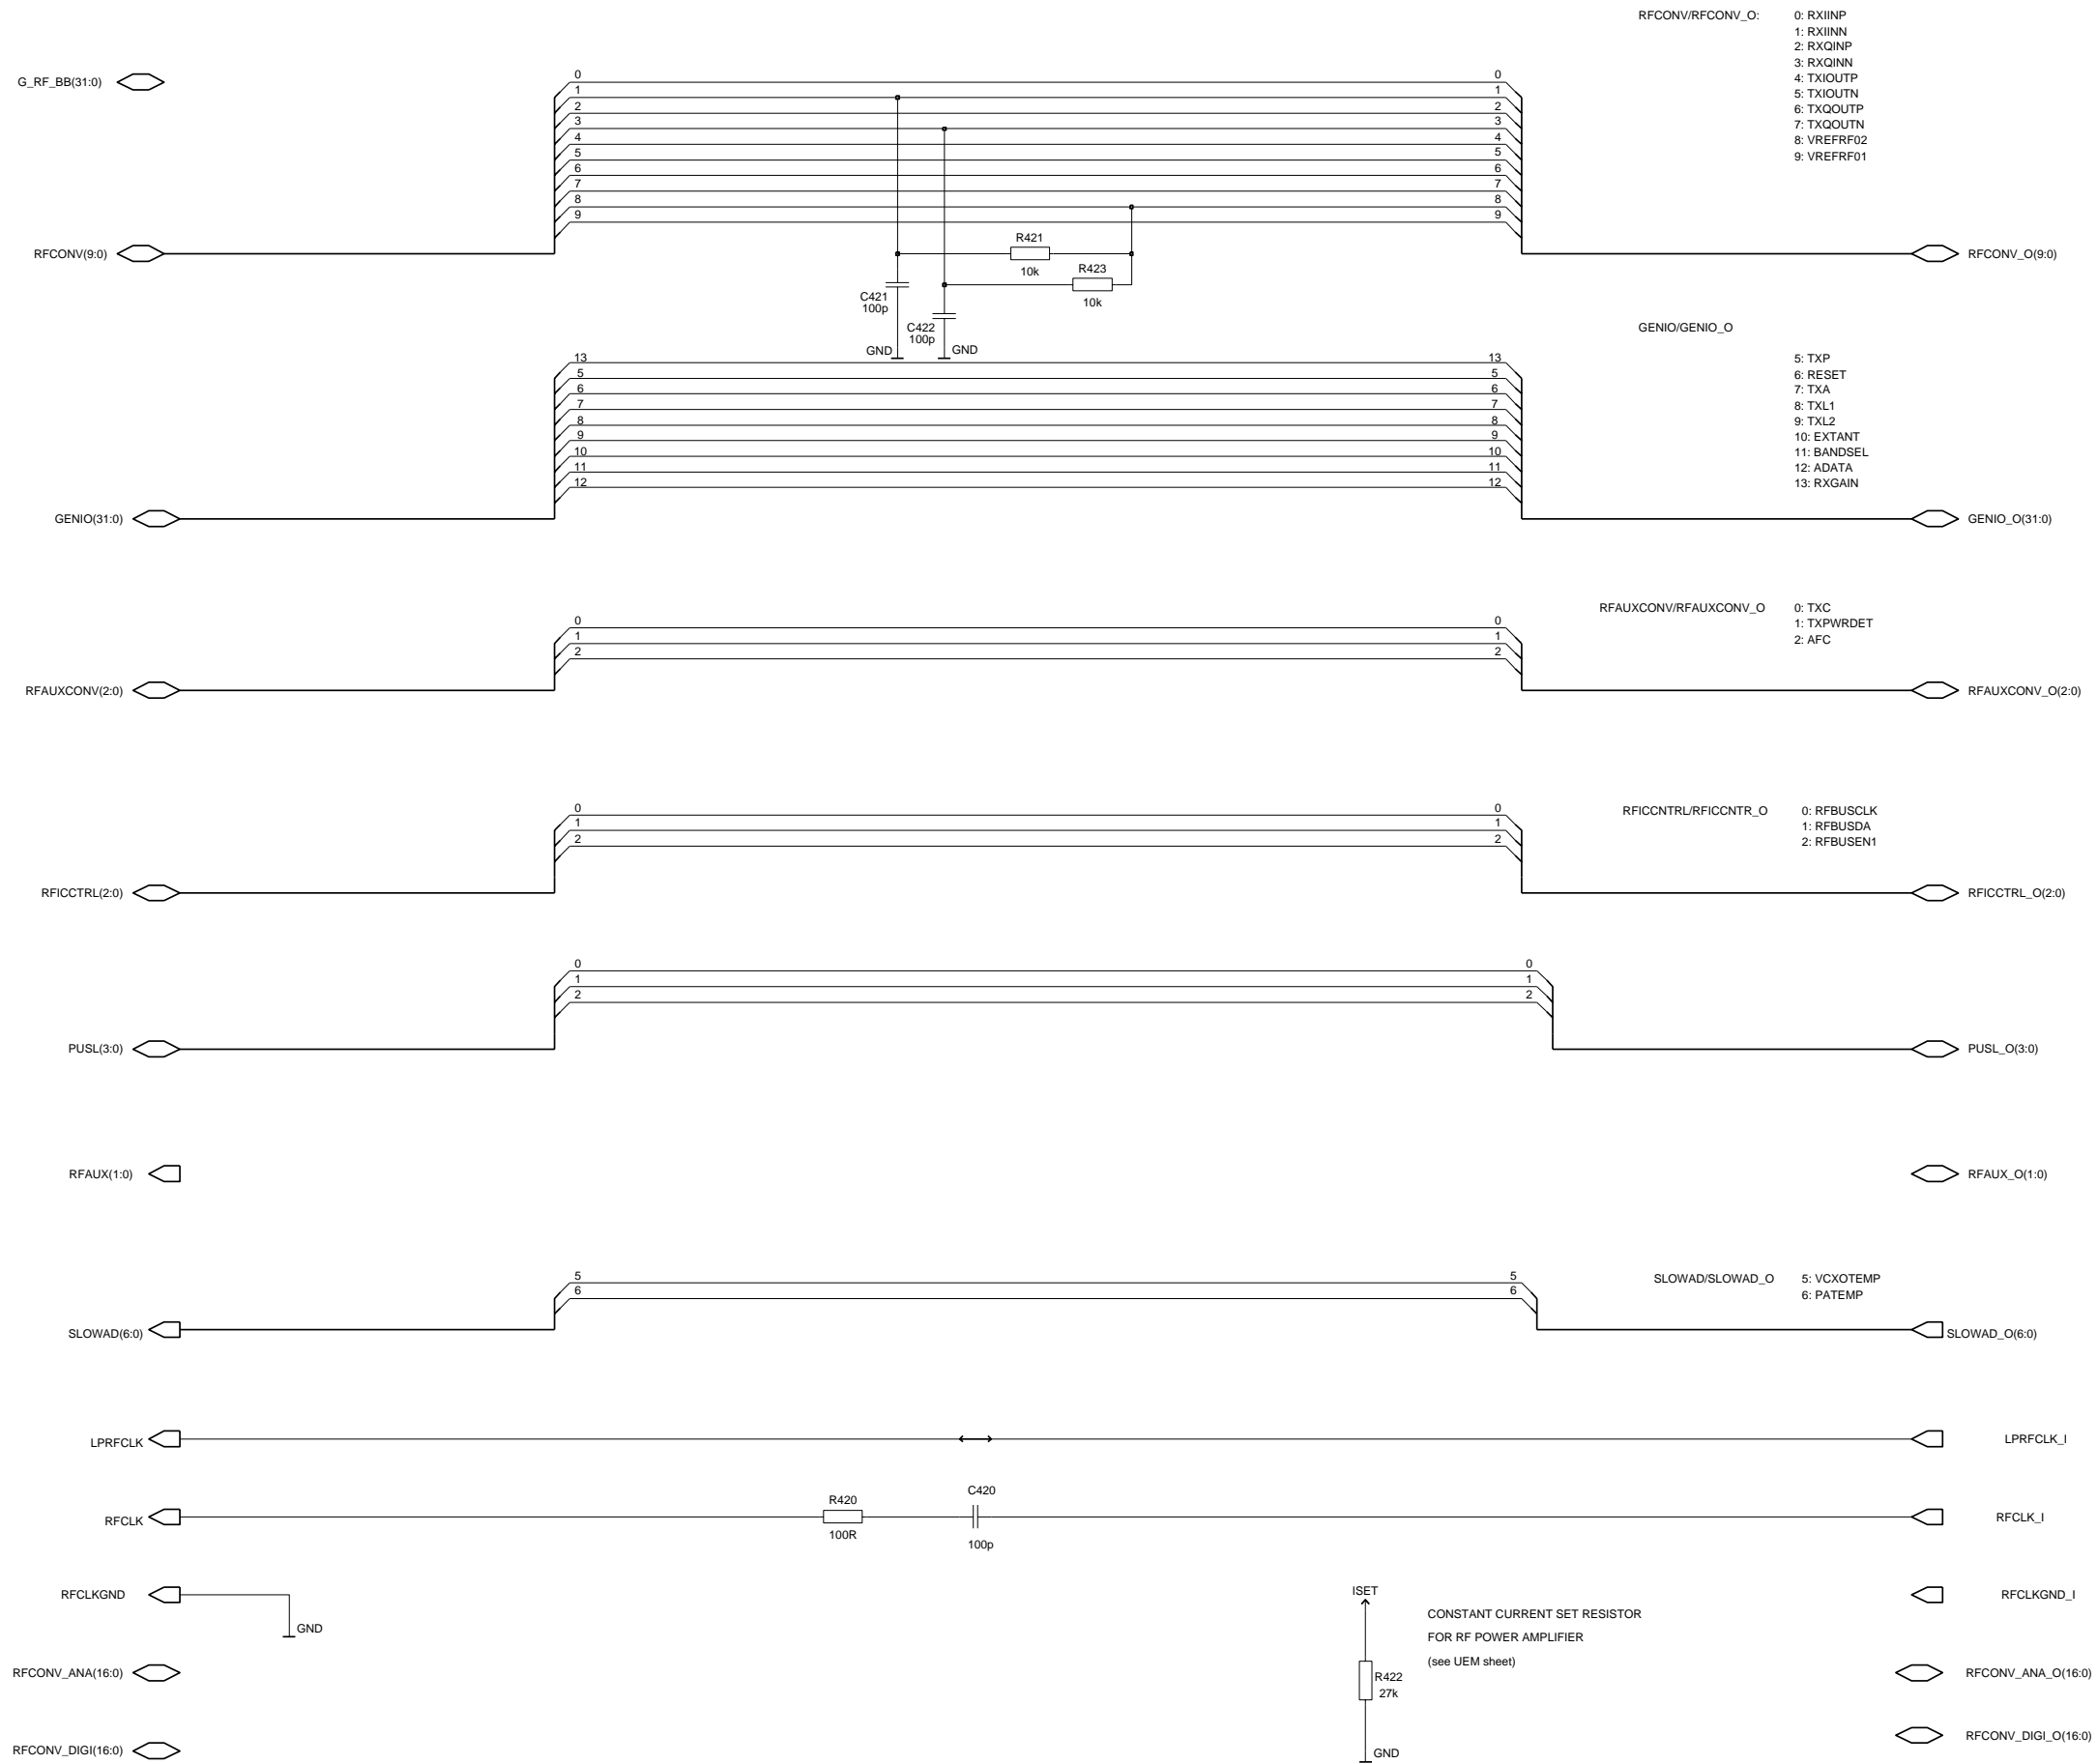 RFCONV/RFCONV_O: 0: RXIINP
1: RXIINN
2: RXQINP
3: RXQINN
4: TXIOUTP
5: TXIOUTN
6: TXQOUTP
7: TXQOUTN
8: VREFRF02
9: VREFRF01
G_RF_BB(31:0)
0 0
1 1
2 2
3 3
4 4
5 5
6 6
7 7
8 8
9 9
RFCONV(9:0)
R421
10k
R423
10k
C421
100p
C422
100p
GND
GND
RFCONV_O(9:0)
GENIO/GENIO_O
5: TXP
6: RESET
7: TXA
8: TXL1
9: TXL2
10: EXTANT
11: BANDSEL
12: ADATA
13: RXGAIN
13 13
5 5
6 6
7 7
8 8
9 9
10 10
11 11
12 12
GENIO(31:0)
GENIO_O(31:0)
RFAUXCONV/RFAUXCONV_O 0: TXC
1: TXPWRDET
2: AFC
0 0
1 1
2 2
RFAUXCONV(2:0)
RFAUXCONV_O(2:0)
RFICCNTRL/RFICCNTR_O 0: RFBUSCLK
1: RFBUSDA
2: RFBUSEN1
0 0
1 1
2 2
RFICCTRL(2:0)
RFICCTRL_O(2:0)
0 0
1 1
2 2
PUSL(3:0)
PUSL_O(3:0)
RFAUX(1:0)
RFAUX_O(1:0)
SLOWAD/SLOWAD_O 5: VCXOTEMP
6: PATEMP
5 5
6 6
SLOWAD(6:0)
SLOWAD_O(6:0)
LPRFCLK
LPRFCLK_I
RFCLK
R420
100R
C420
100p
RFCLK_I
RFCLKGND
GND
RFCLKGND_I
ISET
CONSTANT CURRENT SET RESISTOR
FOR RF POWER AMPLIFIER
(see UEM sheet)
R422
27k
GND
RFCONV_ANA(16:0)
RFCONV_ANA_O(16:0)
RFCONV_DIGI(16:0)
RFCONV_DIGI_O(16:0)